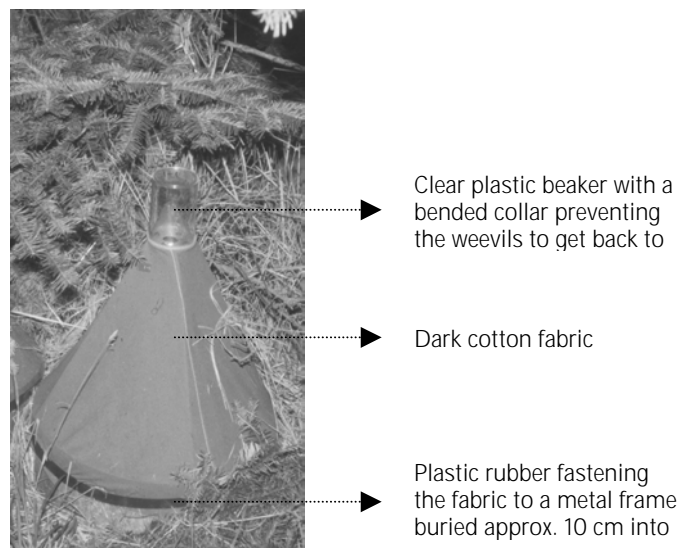 Clear plastic beaker with a
bended collar preventing
the weevils to get back to
Dark cotton fabric
Plastic rubber fastening
the fabric to a metal frame
buried approx. 10 cm into